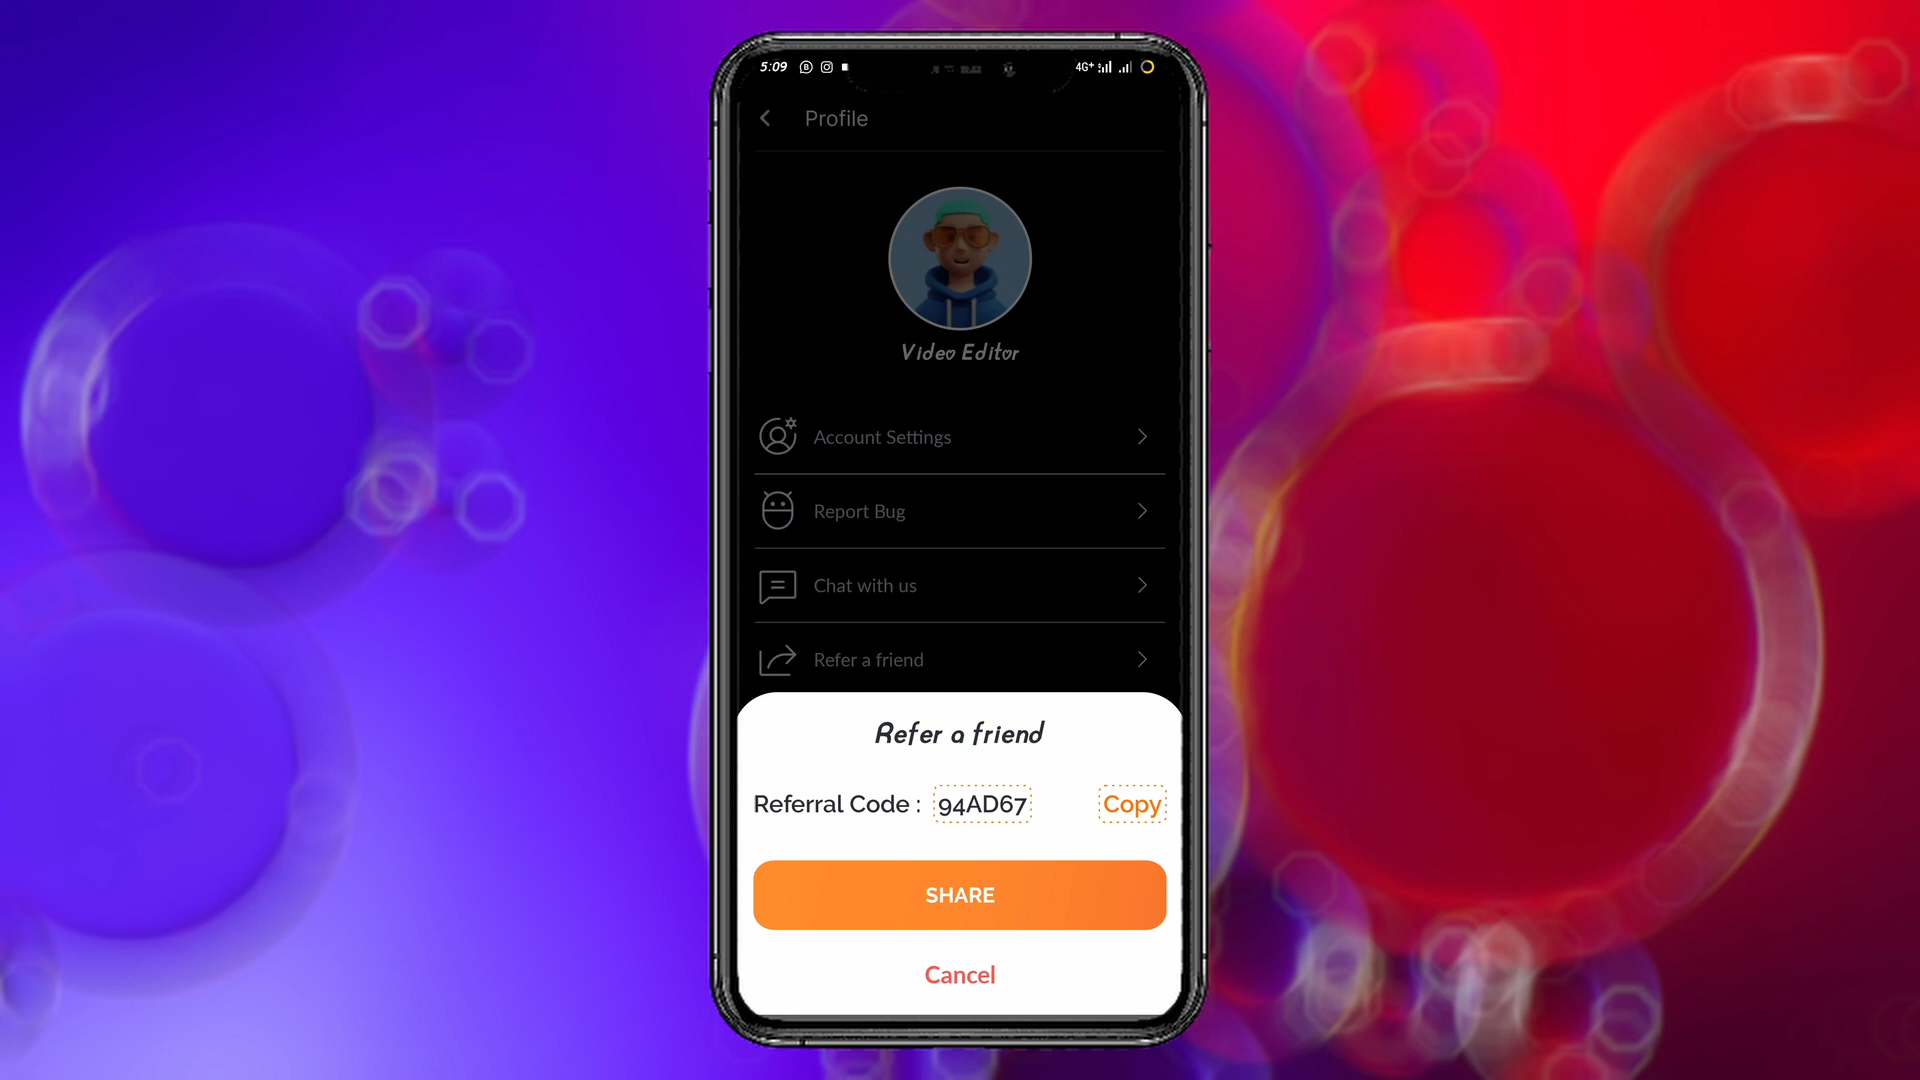 5:09 4G+
Profile
Video Editor
Account Settings
Report Bug
Chat with us
Refer a friend
Refer a friend
Referral Code : 94AD67 Copy
SHARE
Cancel